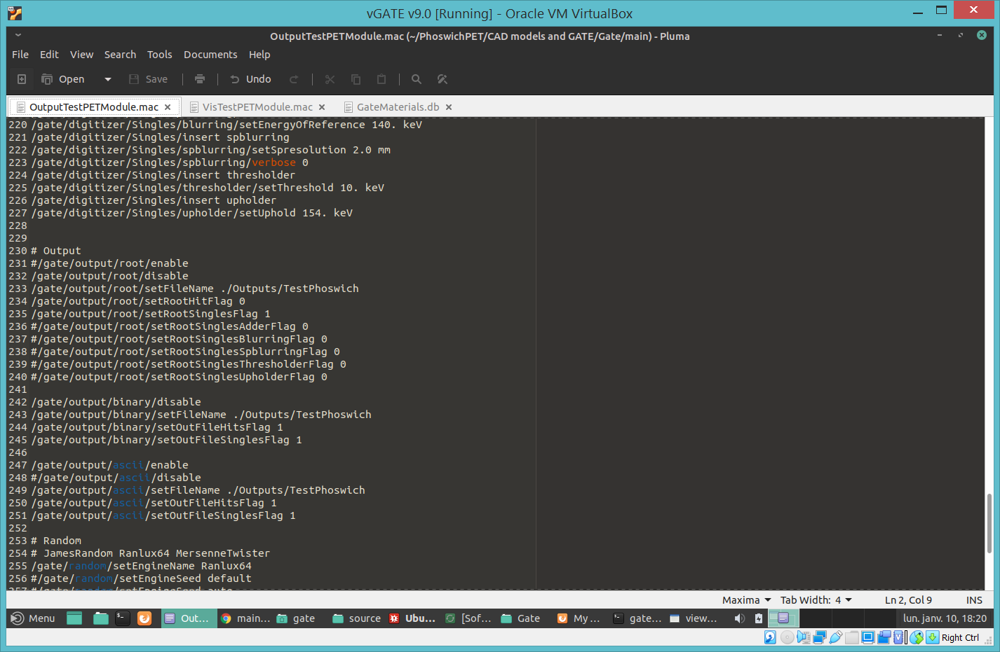 vGATE v9.0 [Running] - Oracle VM VirtualBox
OutputTestPETModule.mac (~/PhoswichPET/CAD models and GATE/Gate/main) - Pluma
File Edit View Search Tools Documents Help
Open Save Undo
OutputTestPETModule.mac VisTestPETModule.mac GateMaterials.db
220 /gate/digitizer/Singles/blurring/setEnergyOfReference 140. keV
221 /gate/digitizer/Singles/insert spblurring
222 /gate/digitizer/Singles/spblurring/setSpresolution 2.0 mm
223 /gate/digitizer/Singles/spblurring/verbose 0
224 /gate/digitizer/Singles/insert thresholder
225 /gate/digitizer/Singles/thresholder/setThreshold 10. keV
226 /gate/digitizer/Singles/insert upholder
227 /gate/digitizer/Singles/upholder/setUphold 154. keV
228
229
230 # Output
231 #/gate/output/root/enable
232 /gate/output/root/disable
233 /gate/output/root/setFileName ./Outputs/TestPhoswich
234 /gate/output/root/setRootHitFlag 0
235 /gate/output/root/setRootSinglesFlag 1
236 #/gate/output/root/setRootSinglesAdderFlag 0
237 #/gate/output/root/setRootSinglesBlurringFlag 0
238 #/gate/output/root/setRootSinglesSpblurringFlag 0
239 #/gate/output/root/setRootSinglesThresholderFlag 0
240 #/gate/output/root/setRootSinglesUpholderFlag 0
241
242 /gate/output/binary/disable
243 /gate/output/binary/setFileName ./Outputs/TestPhoswich
244 /gate/output/binary/setOutFileHitsFlag 1
245 /gate/output/binary/setOutFileSinglesFlag 1
246
247 /gate/output/ascii/enable
248 #/gate/output/ascii/disable
249 /gate/output/ascii/setFileName ./Outputs/TestPhoswich
250 /gate/output/ascii/setOutFileHitsFlag 1
251 /gate/output/ascii/setOutFileSinglesFlag 1
252
253 # Random
254 # JamesRandom Ranlux64 MersenneTwister
255 /gate/random/setEngineName Ranlux64
256 #/gate/random/setEngineSeed default
257 #/gate/random/setEngineSeed auto
Maxima Tab Width: 4 Ln 2, Col 9 INS
Menu Out... main... gate source Ubu... [Sof... Gate My ... gate... view... lun. janv. 10, 18:20
Right Ctrl